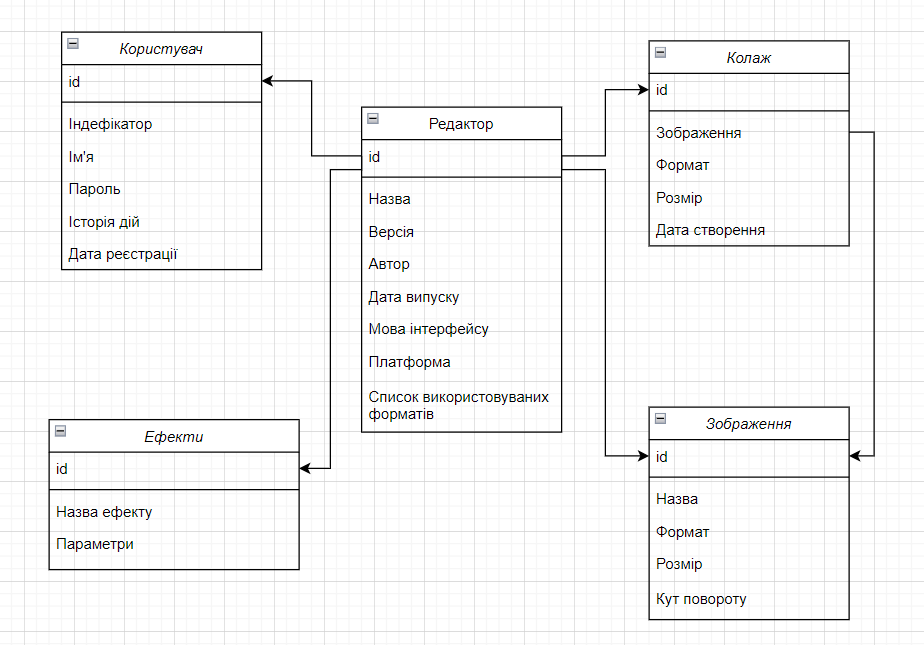 Користувач
id
Індефікатор
Ім'я
Пароль
Історія дій
Дата реєстрації
Редактор
id
Назва
Версія
Автор
Дата випуску
Мова інтерфейсу
Платформа
Список використовуваних
форматів
Колаж
id
Зображення
Формат
Розмір
Дата створення
Ефекти
id
Назва ефекту
Параметри
Зображення
id
Назва
Формат
Розмір
Кут повороту